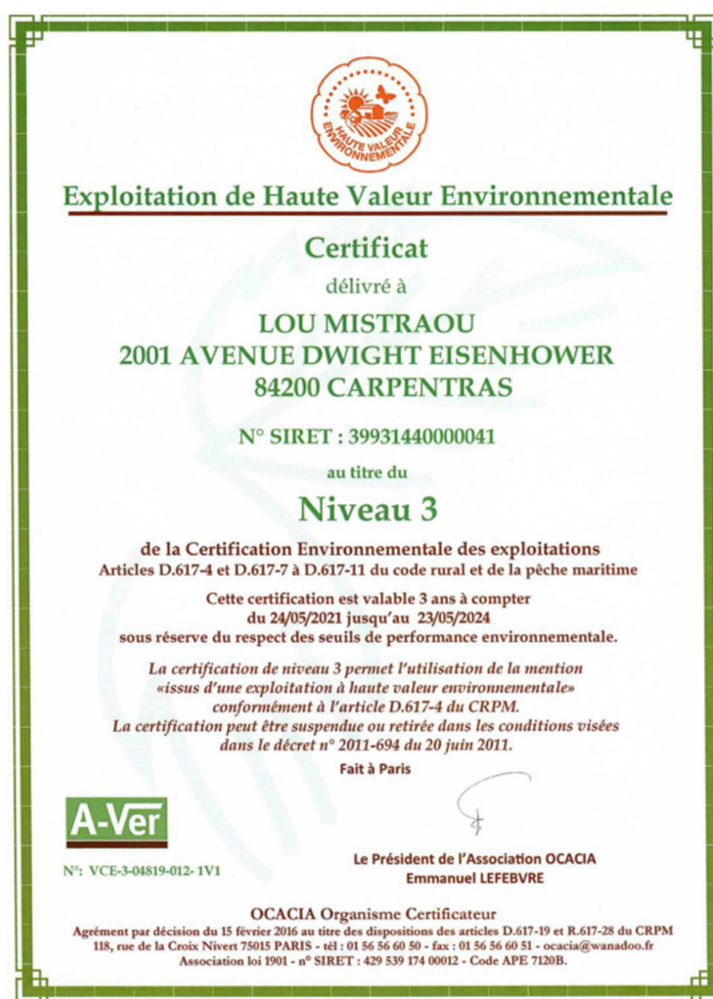 HAUTE VALEUR
ENVIRONNEMENTALE
Exploitation de Haute Valeur Environnementale
Certificat
délivré à
LOU MISTRAOU
2001 AVENUE DWIGHT EISENHOWER
84200 CARPENTRAS
N° SIRET : 39931440000041
au titre du
Niveau 3
de la Certification Environnementale des exploitations
Articles D.617-4 et D.617-7 à D.617-11 du code rural et de la pêche maritime
Cette certification est valable 3 ans à compter
du 24/05/2021 jusqu'au 23/05/2024
sous réserve du respect des seuils de performance environnementale.
La certification de niveau 3 permet l'utilisation de la mention
«issus d'une exploitation à haute valeur environnementale»
conformément à l'article D.617-4 du CRPM.
La certification peut être suspendue ou retirée dans les conditions visées
dans le décret n° 2011-694 du 20 juin 2011.
Fait à Paris
A-Ver
N°: VCE-3-04819-012- 1V1
Le Président de l'Association OCACIA
Emmanuel LEFEBVRE
OCACIA Organisme Certificateur
Agrément par décision du 15 février 2016 au titre des dispositions des articles D.617-19 et R.617-28 du CRPM
118, rue de la Croix Nivert 75015 PARIS - tél : 01 56 56 60 50 - fax : 01 56 56 60 51 - ocacia@wanadoo.fr
Association loi 1901 - n° SIRET : 429 539 174 00012 - Code APE 7120B.